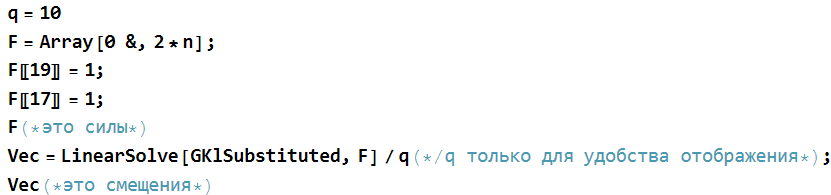 q = 10
F = Array[0 &, 2 * n];
F〚19〛 = 1;
F〚17〛 = 1;
F(*это силы*)
Vec = LinearSolve[GKlSubstituted, F] / q(*/q только для удобства отображения*);
Vec(*это смещения*)